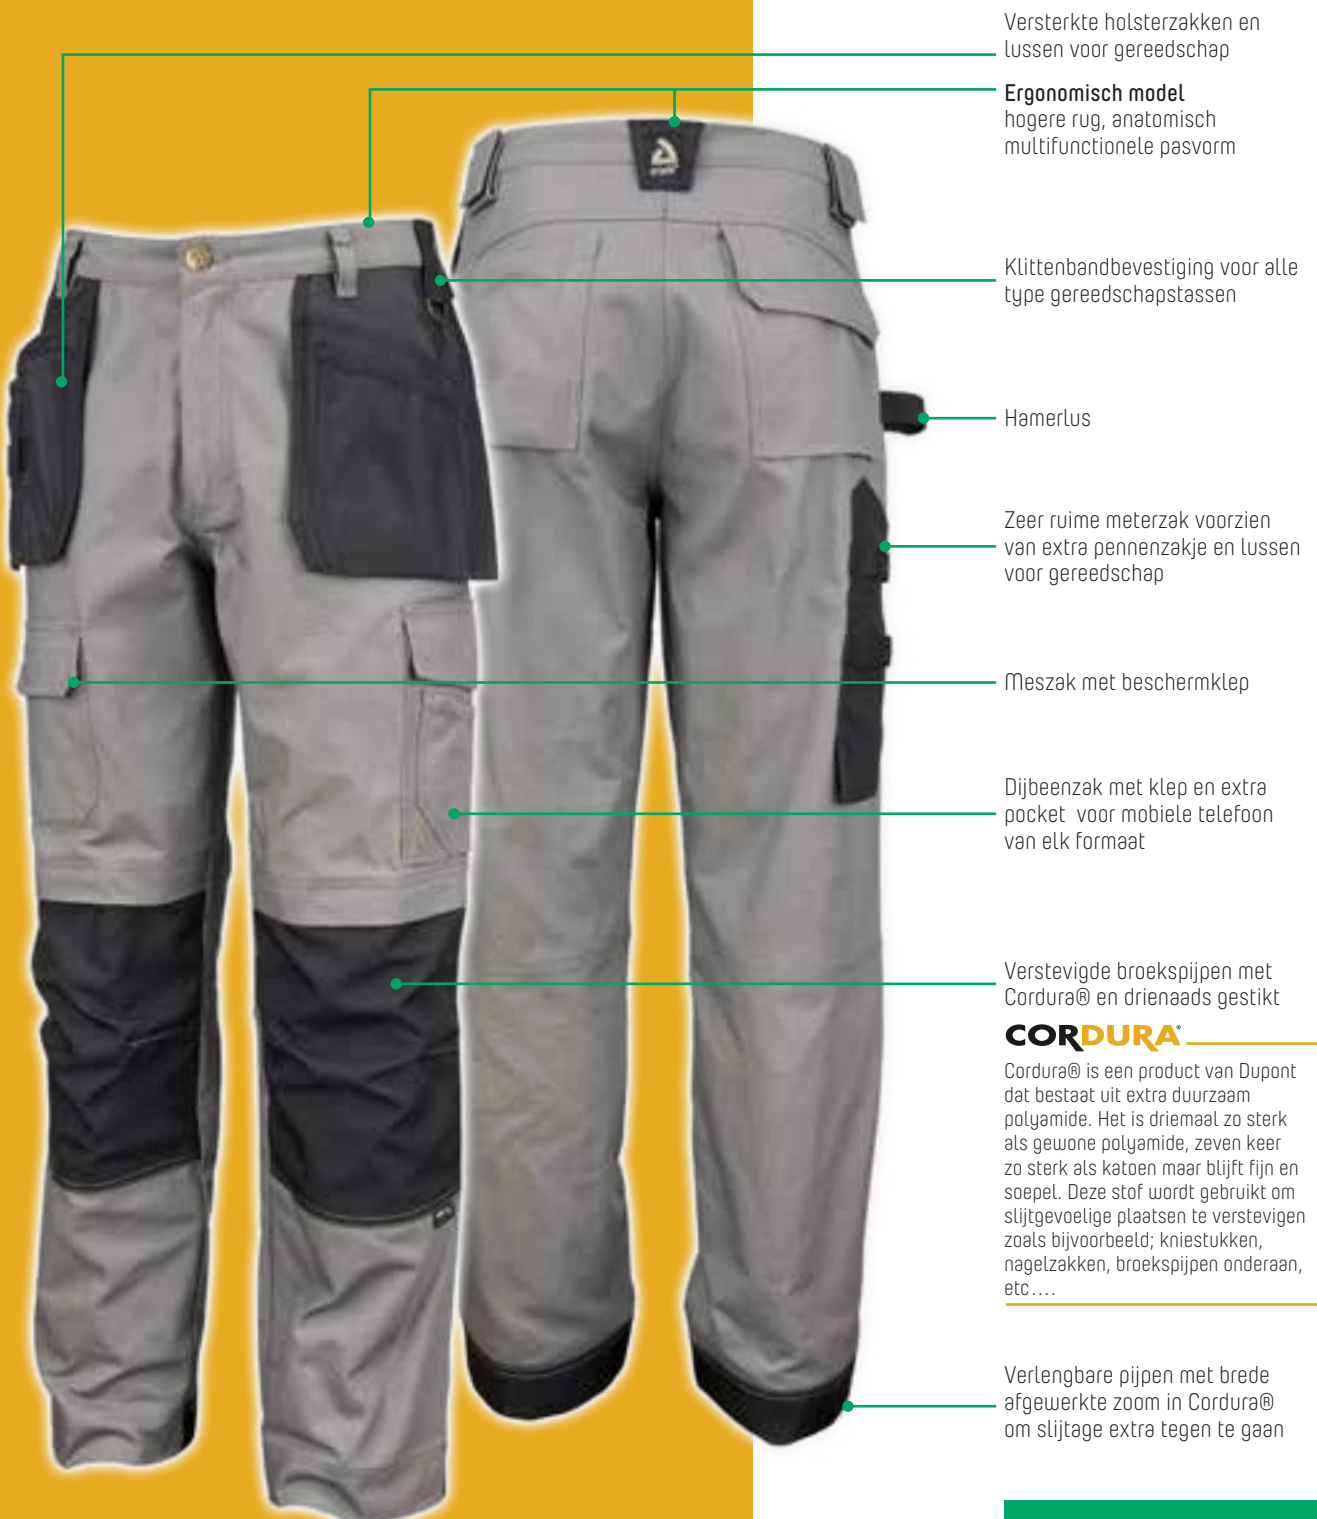 Versterkte holsterzakken en
lussen voor gereedschap
Ergonomisch model
hogere rug, anatomisch
multifunctionele pasvorm
Klittenbandbevestiging voor alle
type gereedschapstassen
Hamerlus
Zeer ruime meterzak voorzien
van extra pennenzakje en lussen
voor gereedschap
Meszak met beschermklep
Dijbeenzak met klep en extra
pocket voor mobiele telefoon
van elk formaat
Verstevigde broekspijpen met
Cordura® en drienaads gestikt
CORDURA®
Cordura® is een product van Dupont
dat bestaat uit extra duurzaam
polyamide. Het is driemaal zo sterk
als gewone polyamide, zeven keer
zo sterk als katoen maar blijft fijn en
soepel. Deze stof wordt gebruikt om
slijtgevoelige plaatsen te verstevigen
zoals bijvoorbeeld; kniestukken,
nagelzakken, broekspijpen onderaan,
etc....
Verlengbare pijpen met brede
afgewerkte zoom in Cordura®
om slijtage extra tegen te gaan